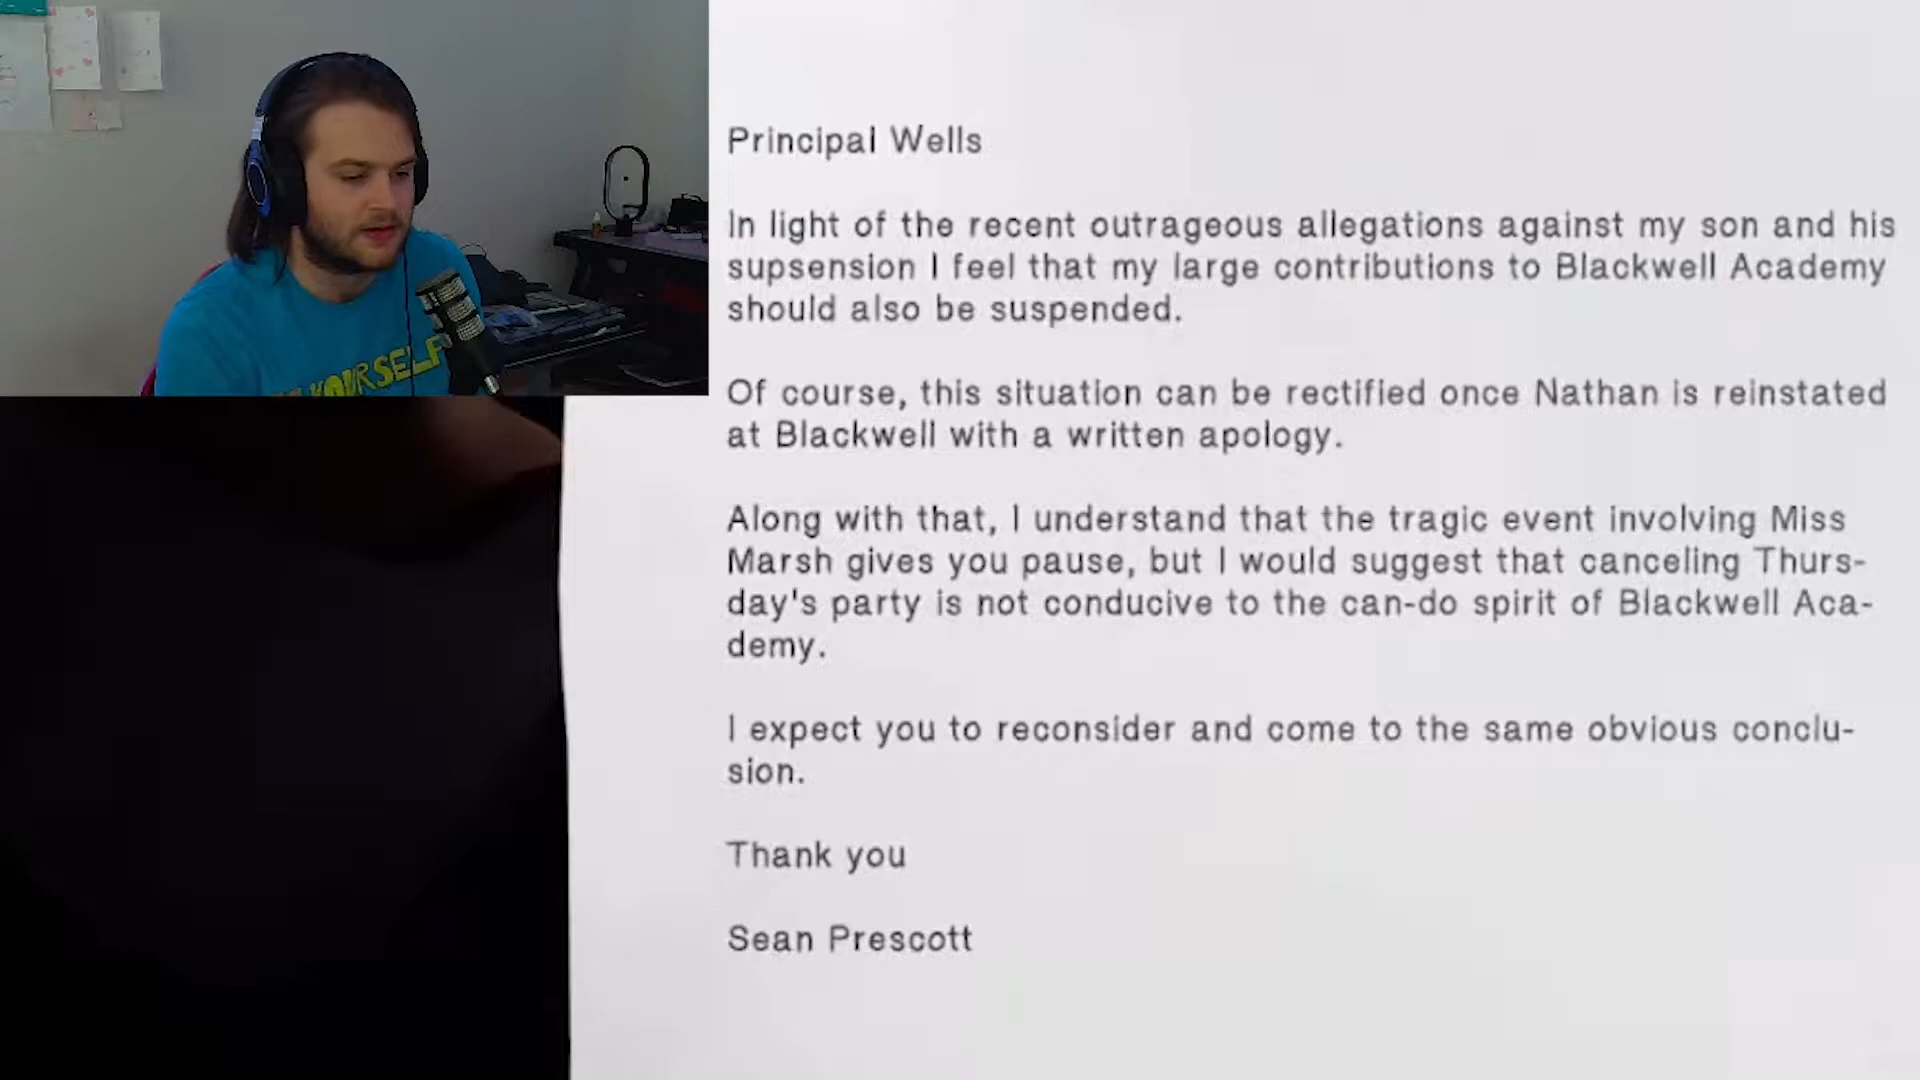 Principal Wells
In light of the recent outrageous allegations against my son and his
supsension I feel that my large contributions to Blackwell Academy
should also be suspended.
Of course, this situation can be rectified once Nathan is reinstated
at Blackwell with a written apology.
Along with that, I understand that the tragic event involving Miss
Marsh gives you pause, but I would suggest that canceling Thurs-
day's party is not conducive to the can-do spirit of Blackwell Aca-
demy.
I expect you to reconsider and come to the same obvious conclu-
sion.
Thank you
Sean Prescott
YOURSELF